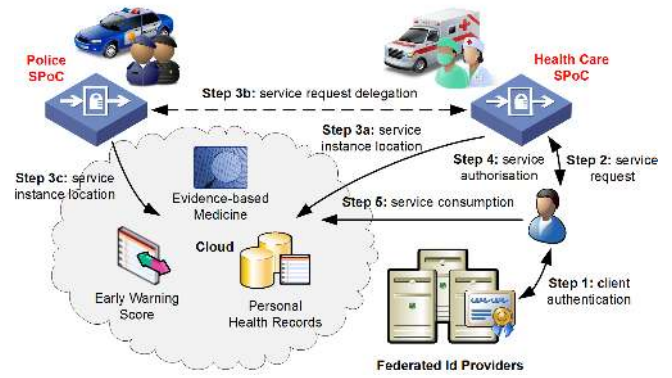 Police
SPoC
Health Care
SPoC
Step 3b: service request delegation
Step 3a: service
instance location
Step 4: service
authorisation
Step 2: service
request
Step 3c: service
instance location
Evidence-based
Medicine
Step 5: service consumption
Cloud
Early Warning
Score
Personal
Health Records
Step 1: client
authentication
Federated Id Providers